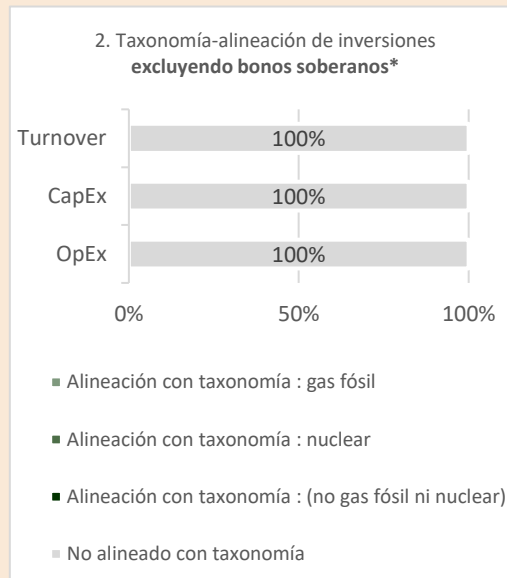 2. Taxonomía-alineación de inversiones
excluyendo bonos soberanos*
Turnover 100%
CapEx 100%
OpEx 100%
0% 50% 100%
Alineación con taxonomía : gas fósil
Alineación con taxonomía : nuclear
Alineación con taxonomía : (no gas fósil ni nuclear)
No alineado con taxonomía